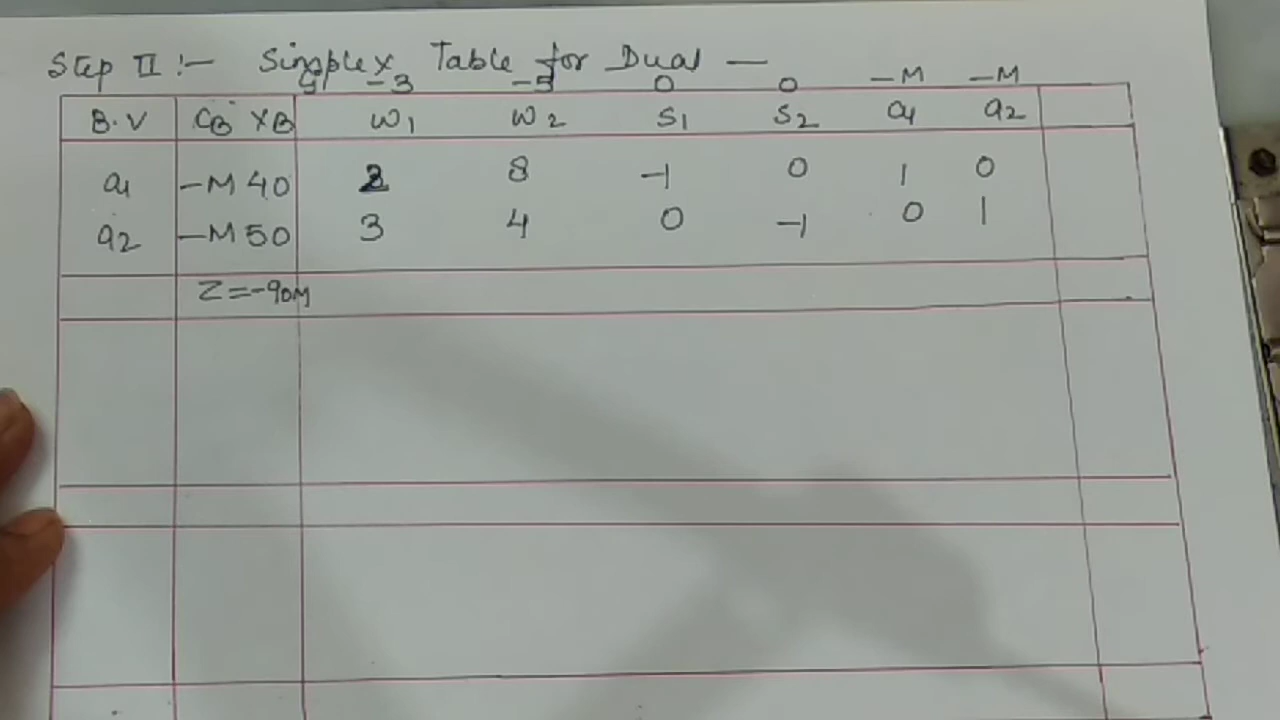 Step II :- Simplex Table for Dual —
Cj -3 -5 0 0 -M -M
B.V CB XB W1 W2 S1 S2 a1 a2
a1 -M 40 2 8 -1 0 1 0
a2 -M 50 3 4 0 -1 0 1
Z=-90M